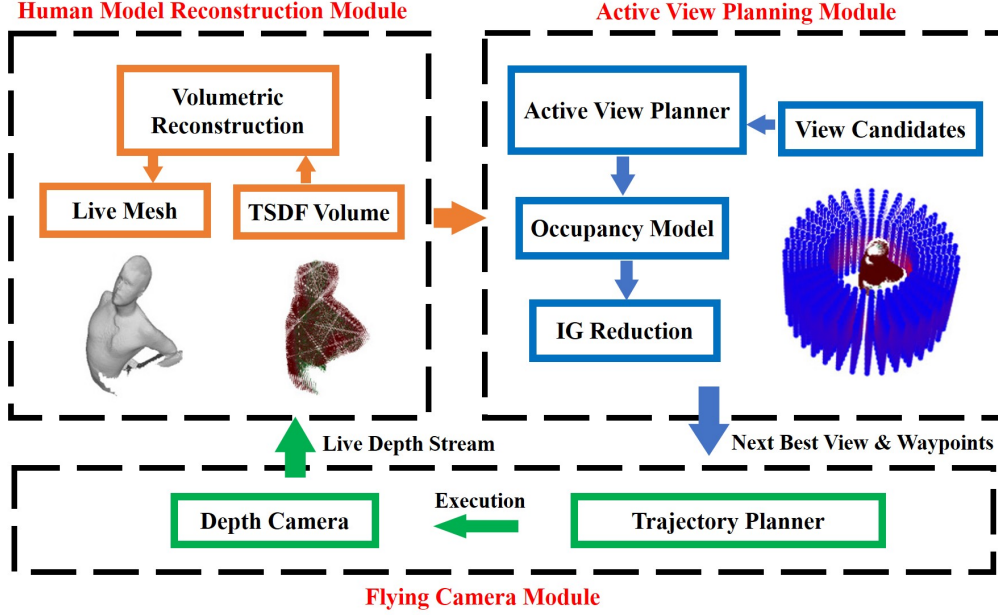 Human Model Reconstruction Module
Active View Planning Module
Volumetric
Reconstruction
Live Mesh
TSDF Volume
Active View Planner
View Candidates
Occupancy Model
IG Reduction
Live Depth Stream
Next Best View & Waypoints
Depth Camera
Execution
Trajectory Planner
Flying Camera Module